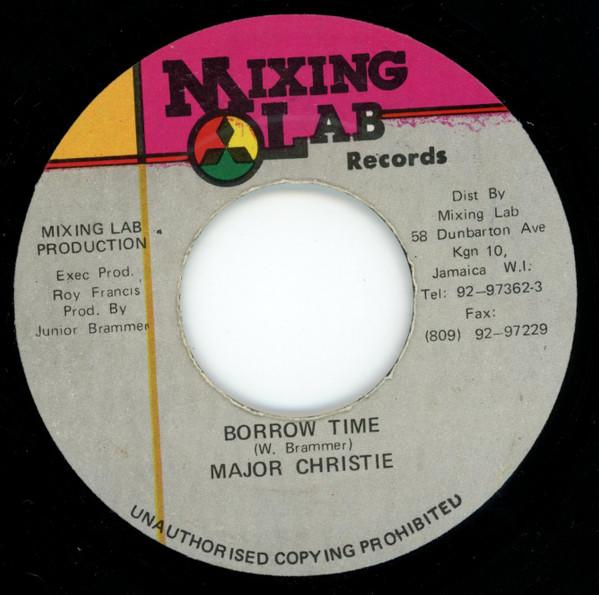 MIXING
LAB
Records
MIXING LAB
PRODUCTION
Exec Prod.
Roy Francis
Prod. By
Junior Brammer
Dist By
Mixing Lab
58 Dunbarton Ave
Kgn 10,
Jamaica W.I.
Tel: 92-97362-3
Fax:
(809) 92-97229
BORROW TIME
(W. Brammer)
MAJOR CHRISTIE
UNAUTHORISED COPYING PROHIBITED